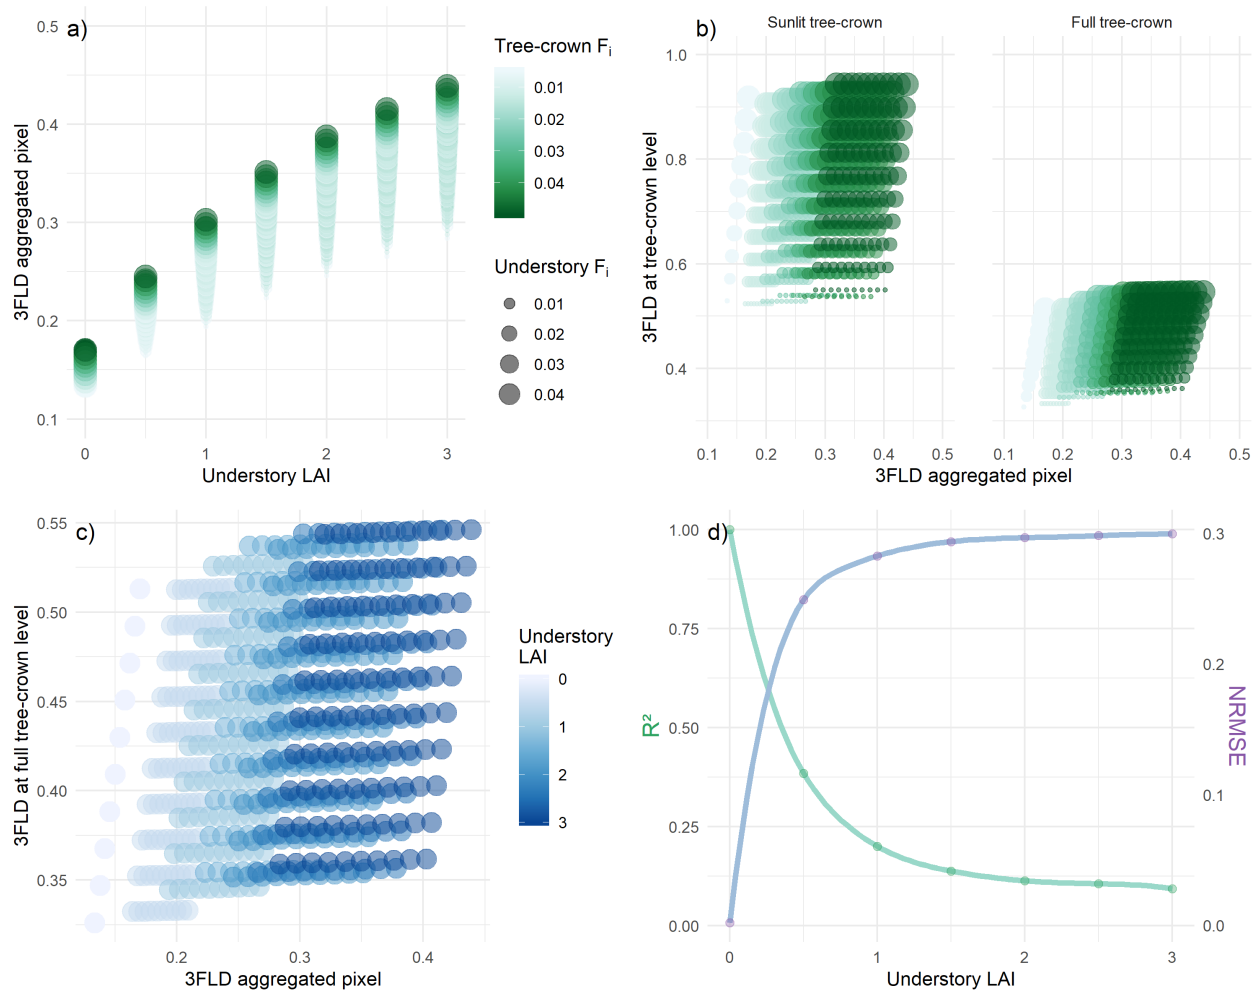 a)
0.5
0.4
0.3
0.2
0.1
3FLD aggregated pixel
0
1
2
3
Understory LAI
Tree-crown Fi
0.01
0.02
0.03
0.04
Understory Fi
0.01
0.02
0.03
0.04
b)
Sunlit tree-crown
Full tree-crown
1.0
0.8
0.6
0.4
3FLD at tree-crown level
0.1 0.2 0.3 0.4 0.5
0.1 0.2 0.3 0.4 0.5
3FLD aggregated pixel
c)
0.55
0.50
0.45
0.40
0.35
3FLD at full tree-crown level
0.2 0.3 0.4
3FLD aggregated pixel
Understory
LAI
0
1
2
3
d)
1.00
0.75
0.50
0.25
0.00
R²
0.3
0.2
0.1
0.0
NRMSE
0 1 2 3
Understory LAI